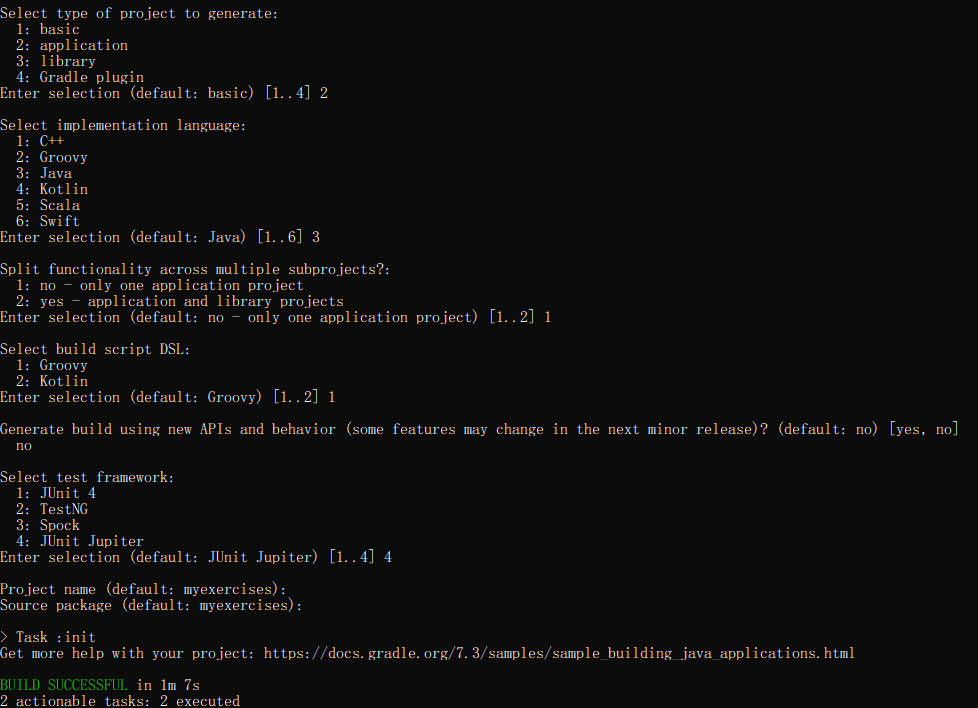 Select type of project to generate:
1: basic
2: application
3: library
4: Gradle plugin
Enter selection (default: basic) [1..4] 2
Select implementation language:
1: C++
2: Groovy
3: Java
4: Kotlin
5: Scala
6: Swift
Enter selection (default: Java) [1..6] 3
Split functionality across multiple subprojects?:
1: no - only one application project
2: yes - application and library projects
Enter selection (default: no - only one application project) [1..2] 1
Select build script DSL:
1: Groovy
2: Kotlin
Enter selection (default: Groovy) [1..2] 1
Generate build using new APIs and behavior (some features may change in the next minor release)? (default: no) [yes, no]
no
Select test framework:
1: JUnit 4
2: TestNG
3: Spock
4: JUnit Jupiter
Enter selection (default: JUnit Jupiter) [1..4] 4
Project name (default: myexercises):
Source package (default: myexercises):
> Task :init
Get more help with your project: https://docs.gradle.org/7.3/samples/sample_building_java_applications.html
BUILD SUCCESSFUL in 1m 7s
2 actionable tasks: 2 executed